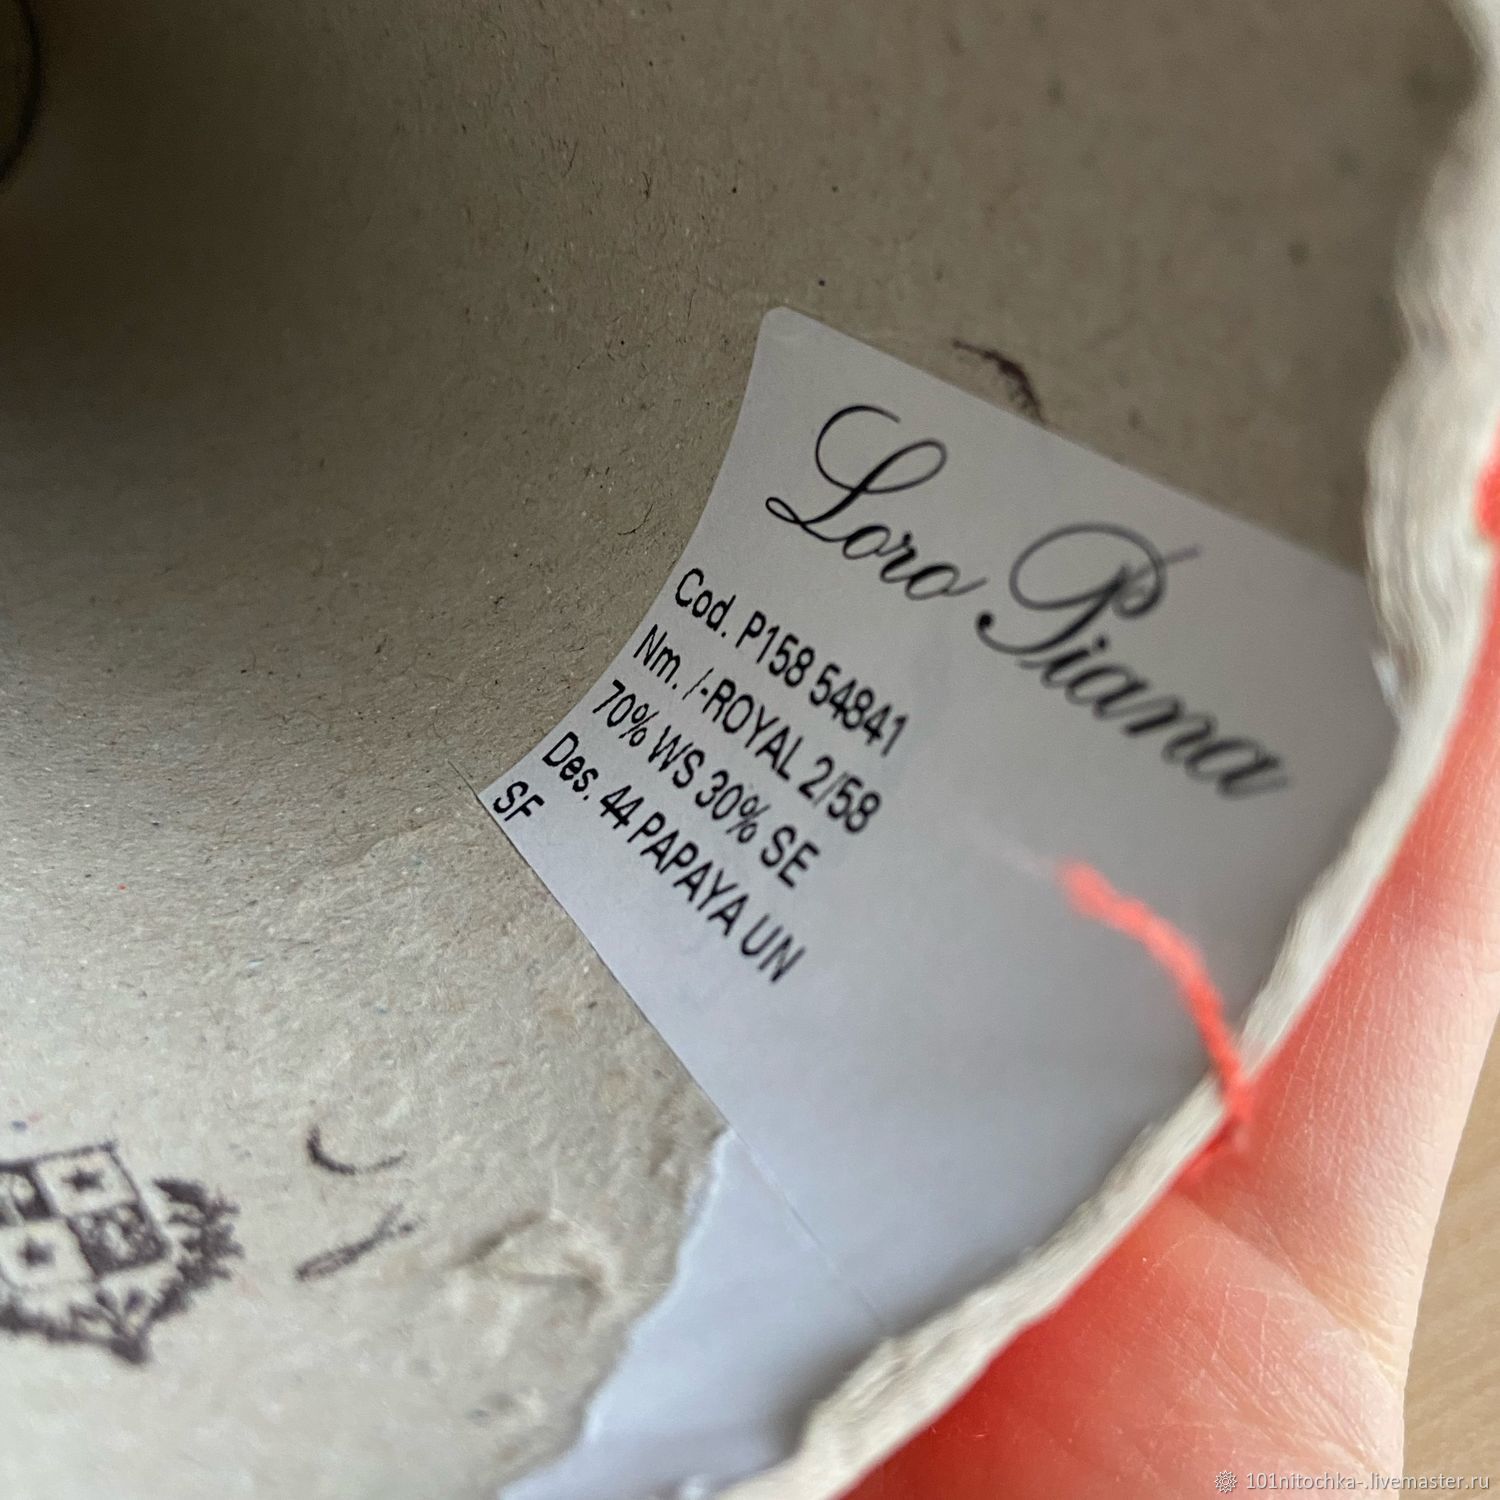 Loro Piana
Cod. P158 54841
Nm. /-ROYAL 2/58
70% WS 30% SE
Des. 44 PAPAYA UN
SF
101nitochka-.livemaster.ru